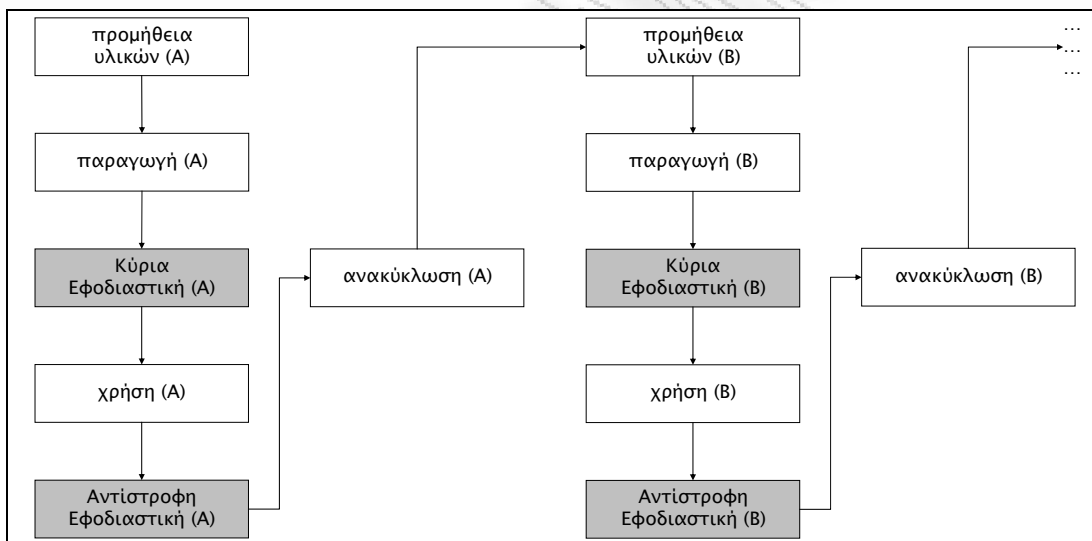 προμήθεια
υλικών (Α)
παραγωγή (Α)
Κύρια
Εφοδιαστική (Α)
χρήση (Α)
Αντίστροφη
Εφοδιαστική (Α)
ανακύκλωση (Α)
προμήθεια
υλικών (Β)
παραγωγή (Β)
Κύρια
Εφοδιαστική (Β)
χρήση (Β)
Αντίστροφη
Εφοδιαστική (Β)
ανακύκλωση (Β)
...
...
...